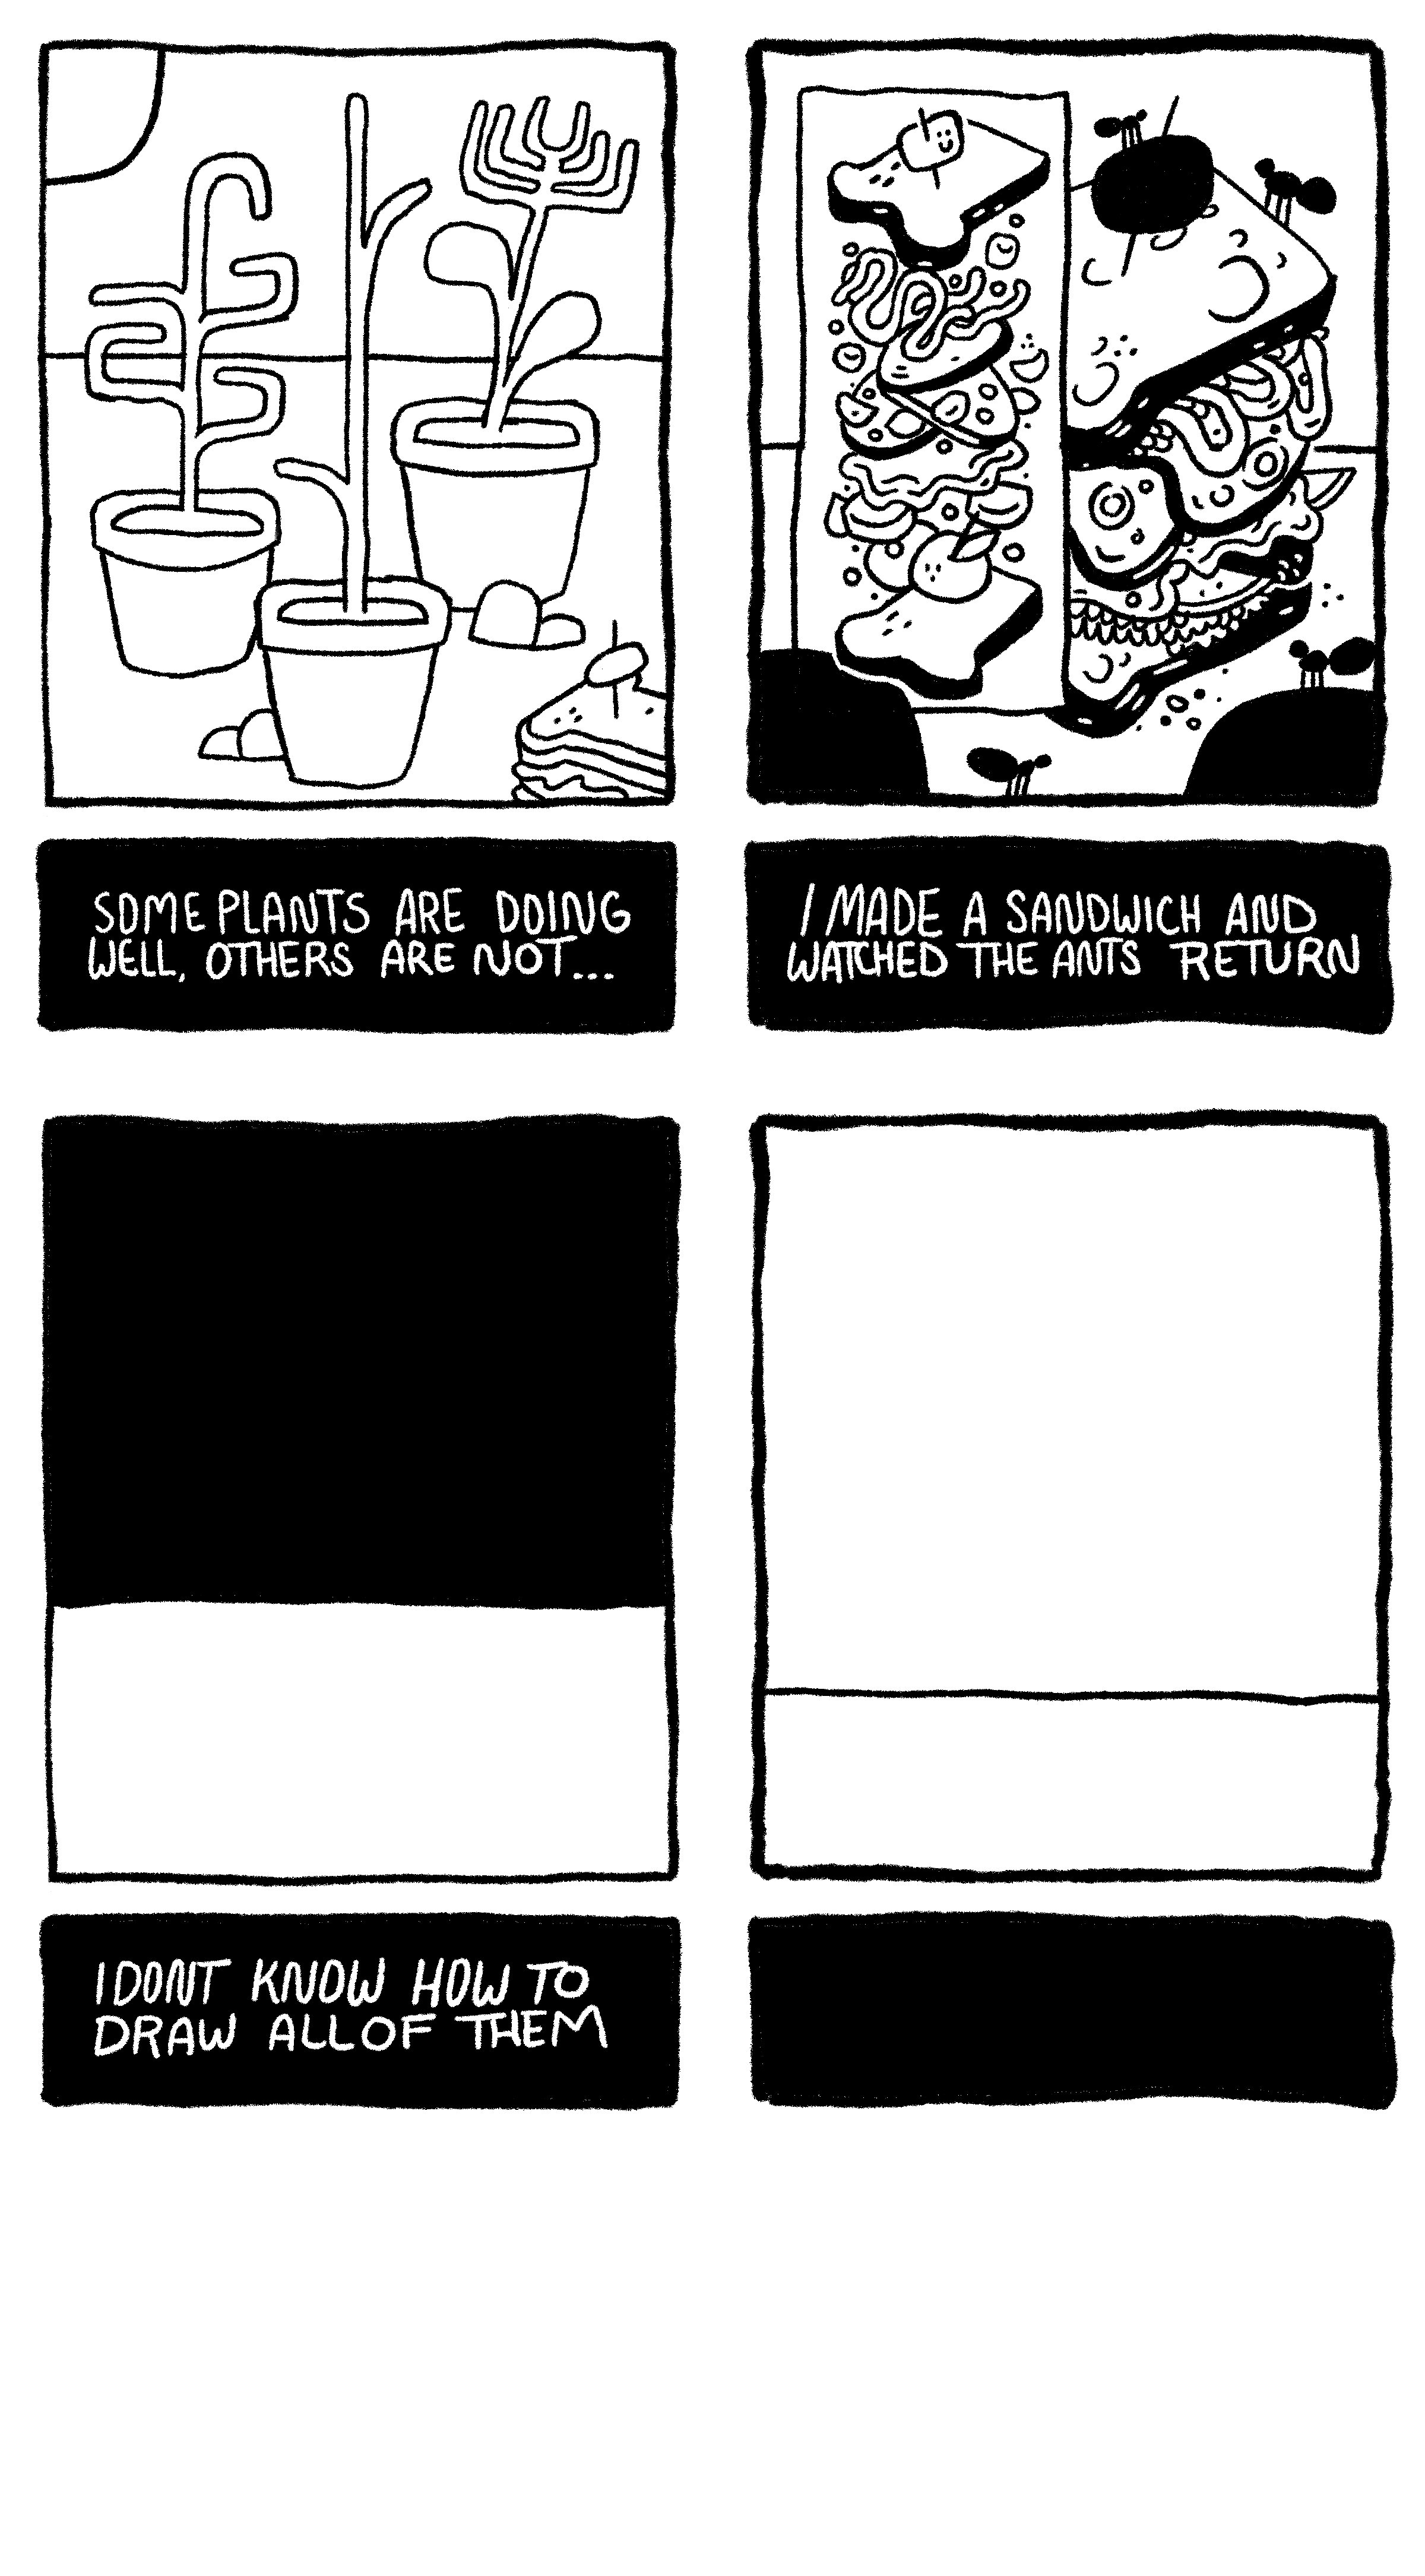 SOME PLANTS ARE DOING
WELL, OTHERS ARE NOT...
I MADE A SANDWICH AND
WATCHED THE ANTS RETURN
I DONT KNOW HOW TO
DRAW ALL OF THEM